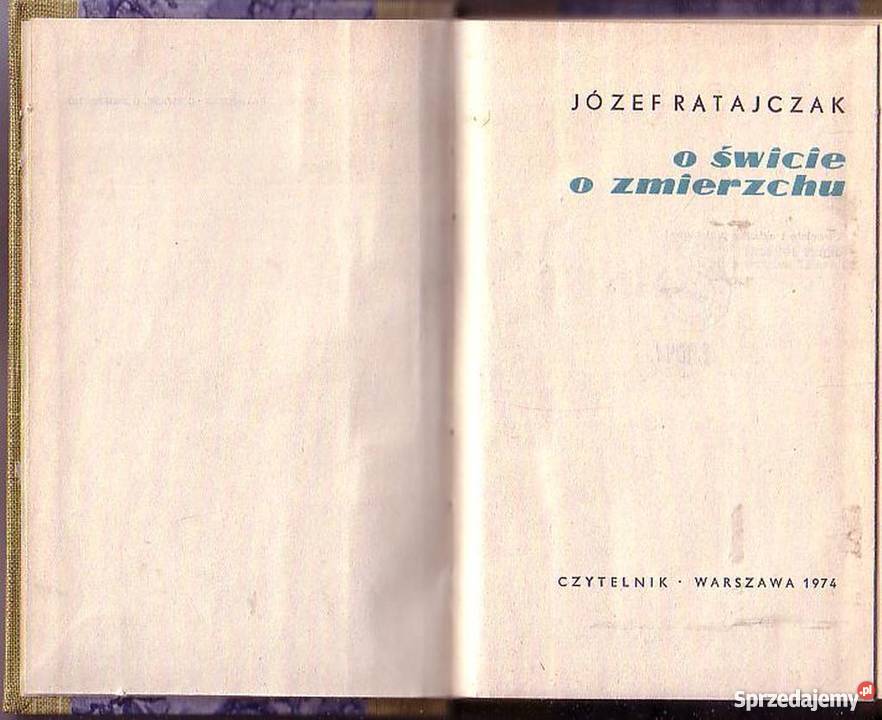 JÓZEF RATAJCZAK
o świcie
o zmierzchu
CZYTELNIK · WARSZAWA 1974
Sprzedajemy.pl